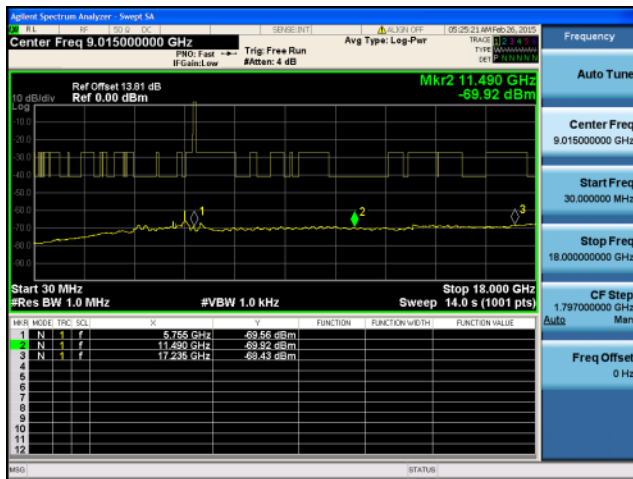 Agilent Spectrum Analyzer - Swept SA
RL RF 50 Ω DC SENSE:INT ALIGN OFF 05:25:21 AM Feb 26, 2015
Center Freq 9.015000000 GHz
PNO: Fast
IFGain:Low
Trig: Free Run
#Atten: 4 dB
Avg Type: Log-Pwr
TRACE 1 2 3 4 5 6
TYPE
DET P N N N N N
Ref Offset 13.81 dB
10 dB/div Ref 0.00 dBm
Log
Mkr2 11.490 GHz
-69.92 dBm
-10.0
-20.0
-30.0
-40.0
-50.0
-60.0
-70.0
-80.0
-90.0
1
2
3
Start 30 MHz Stop 18.000 GHz
#Res BW 1.0 MHz #VBW 1.0 kHz Sweep 14.0 s (1001 pts)
MKR MODE TRC SCL X Y FUNCTION FUNCTION WIDTH FUNCTION VALUE
1 N 1 f 5.755 GHz -69.56 dBm
2 N 1 f 11.490 GHz -69.92 dBm
3 N 1 f 17.235 GHz -68.43 dBm
4
5
6
7
8
9
10
11
12
MSG STATUS
Frequency
Auto Tune
Center Freq
9.015000000 GHz
Start Freq
30.000000 MHz
Stop Freq
18.000000000 GHz
CF Step
1.797000000 GHz
Auto Man
Freq Offset
0 Hz